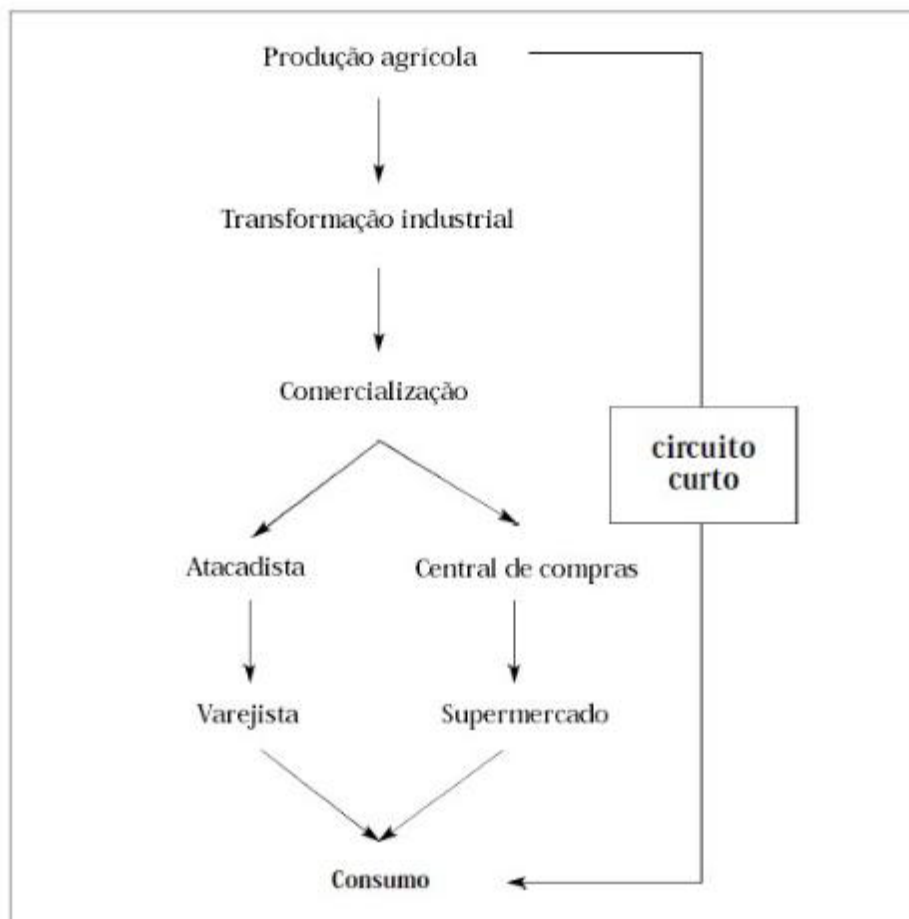 Produção agrícola
Transformação industrial
Comercialização
circuito
curto
Atacadista
Central de compras
Varejista
Supermercado
Consumo